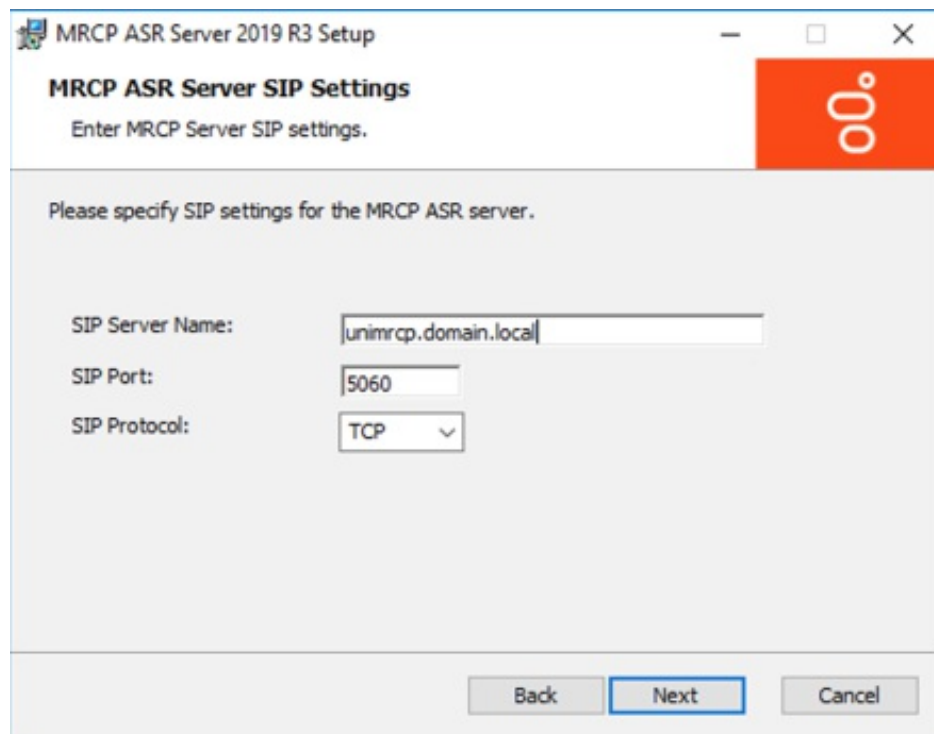 MRCP ASR Server 2019 R3 Setup
MRCP ASR Server SIP Settings
Enter MRCP Server SIP settings.
Please specify SIP settings for the MRCP ASR server.
SIP Server Name: unimrcp.domain.local
SIP Port: 5060
SIP Protocol: TCP
Back Next Cancel